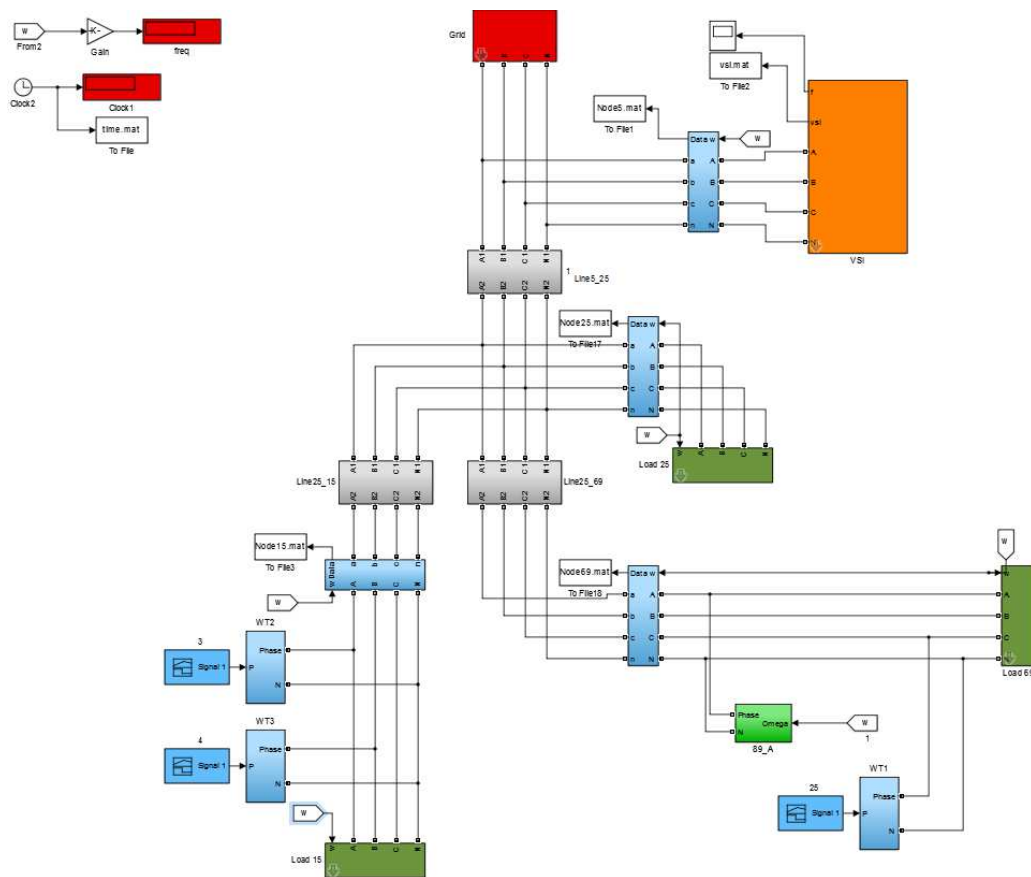 W
From2
-K-
Gain
freq
Clock2
Clock1
time.mat
To File
Grid
vsi.mat
To File2
f
vsi
A
B
C
VSI
Node5.mat
To File1
W
Data w
a A
b B
c C
n N
A1 B1 C1 N1
A2 B2 C2 N2
1
Line5_25
Node25.mat
To File17
Data w
a A
b B
c C
n N
W
w A B C N
Load 25
A1 B1 C1 N1
A2 B2 C2 N2
Line25_15
A1 B1 C1 N1
A2 B2 C2 N2
Line25_69
Node15.mat
To File3
Data a b c n
w A B C N
W
3
Signal 1
WT2
Phase
P
N
4
Signal 1
WT3
Phase
P
N
W
w A B C N
Load 15
Node69.mat
To File18
Data w
a A
b B
c C
n N
W
w
A
B
C
N
Load 69
Phase
Omega
N
W
1
25
Signal 1
WT1
Phase
P
N